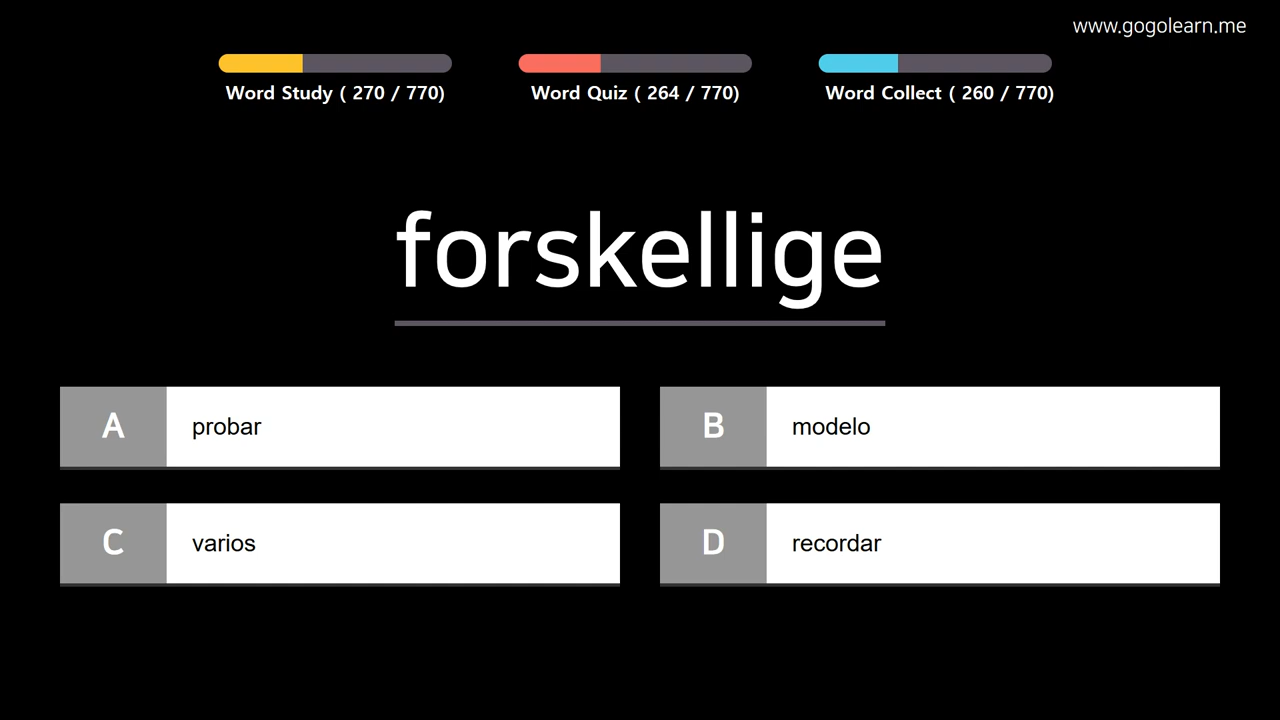 www.gogolearn.me
Word Study ( 270 / 770)
Word Quiz ( 264 / 770)
Word Collect ( 260 / 770)
forskellige
A probar
B modelo
C varios
D recordar